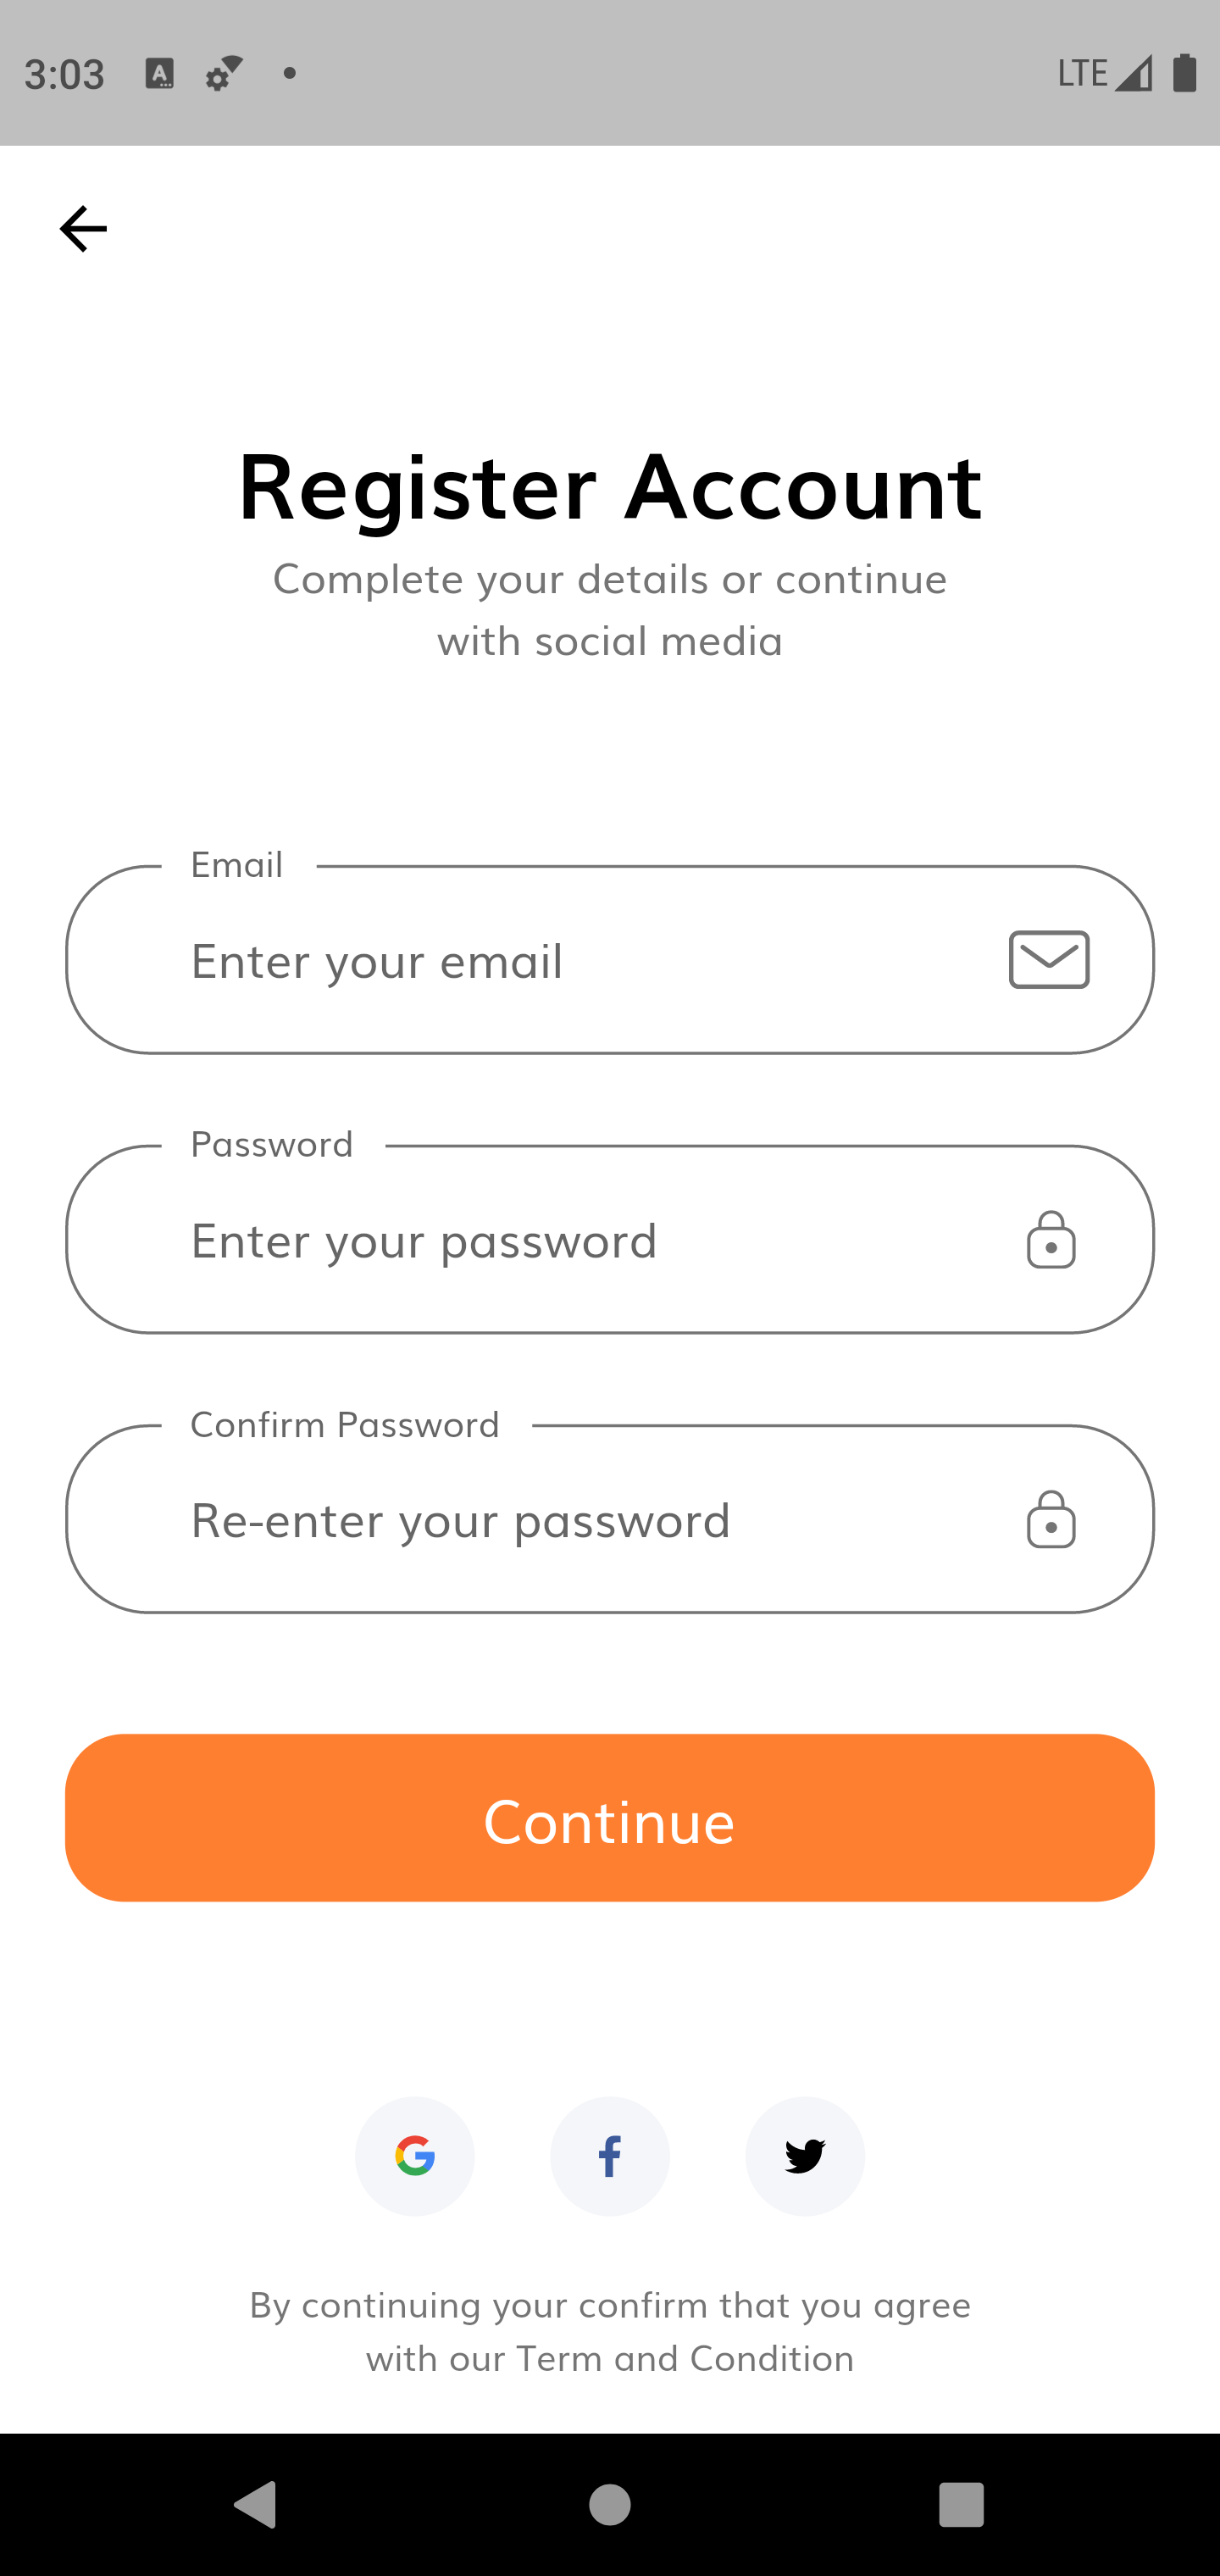 3:03
LTE
Register Account
Complete your details or continue
with social media
Email
Enter your email
Password
Enter your password
Confirm Password
Re-enter your password
Continue
By continuing your confirm that you agree
with our Term and Condition